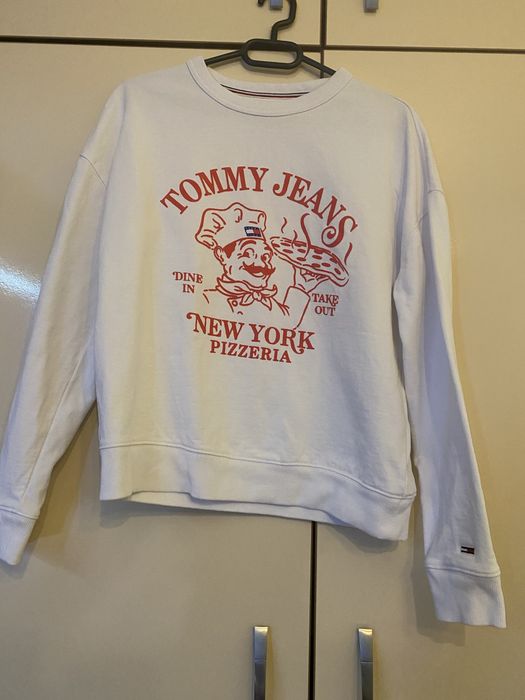 TOMMY JEANS
DINE
IN
TAKE
OUT
NEW YORK
PIZZERIA